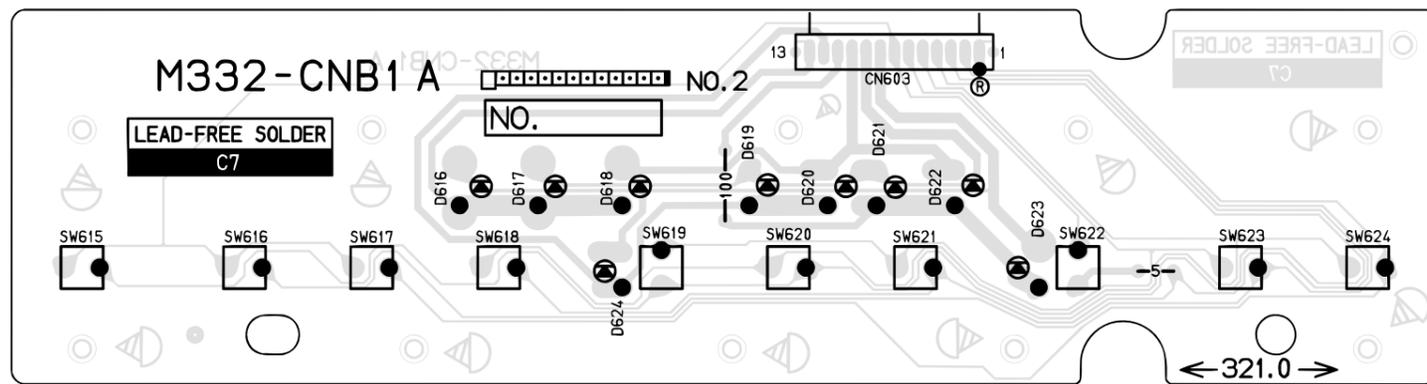 13
1
CN603
R
M332-CNB1 A
M332-CNB1A
NO.2
NO.
LEAD-FREE SOLDER
C7
LEAD-FREE SOLDER
C7
D616
D617
D618
D619
D620
D621
D622
D623
D624
-100-
SW615
SW616
SW617
SW618
SW619
SW620
SW621
SW622
SW623
SW624
-5-
321.0